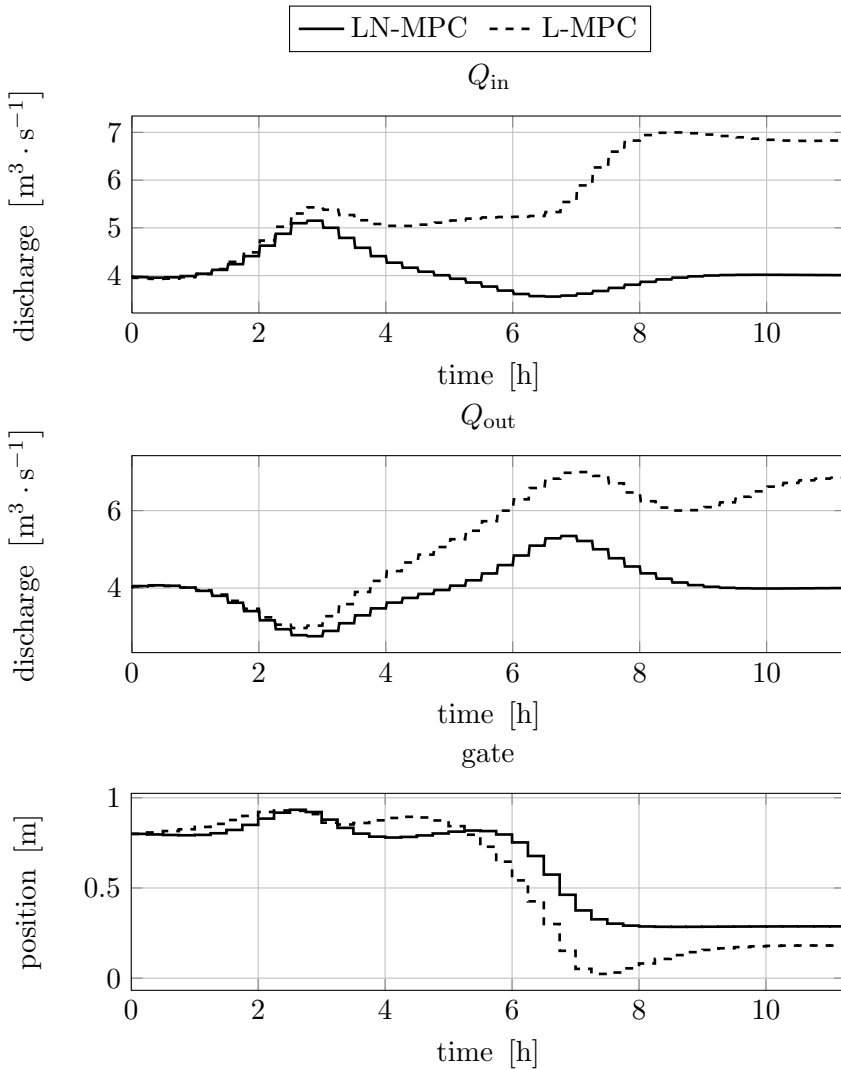 LN-MPC L-MPC
Q_in
discharge [m³ · s⁻¹]
7
6
5
4
0 2 4 6 8 10
time [h]
Q_out
discharge [m³ · s⁻¹]
6
4
0 2 4 6 8 10
time [h]
gate
position [m]
1
0.5
0
0 2 4 6 8 10
time [h]